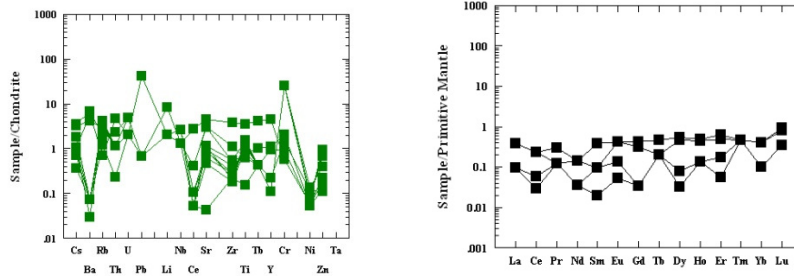 Sample/Chondrite
1000
100
10
1
.1
.01
Cs Rb U Li Ce Zr Tb Cr Ni Ta
Ba Th Pb Nb Sr Ti Y Zn
Sample/Primitive Mantle
1000
100
10
1
0.1
.01
.001
La Ce Pr Nd Sm Eu Gd Tb Dy Ho Er Tm Yb Lu